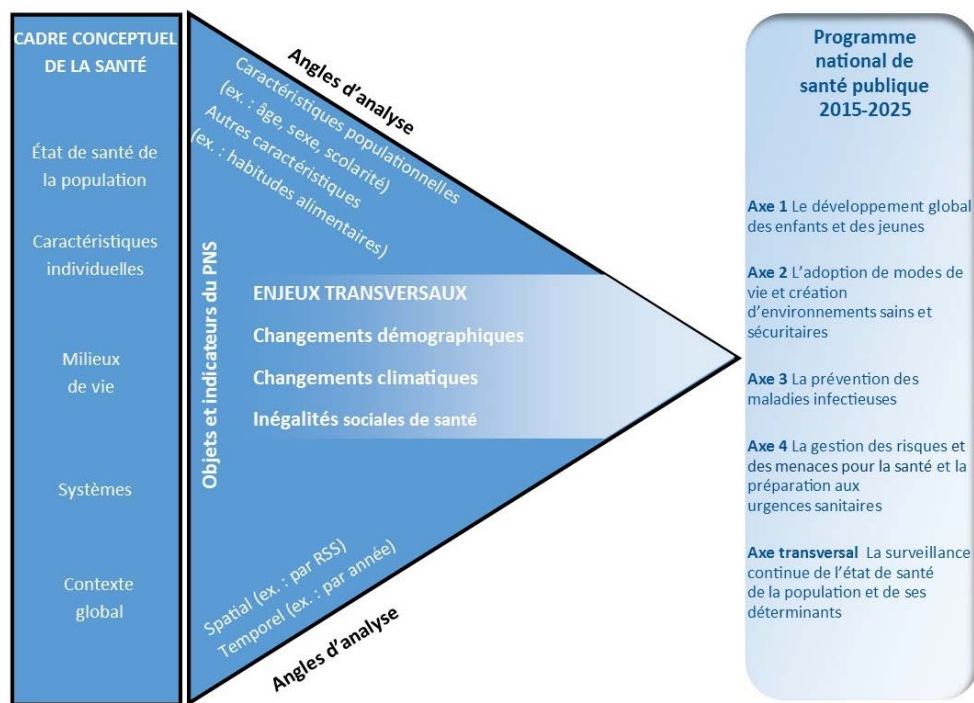 CADRE CONCEPTUEL
DE LA SANTÉ
État de santé de
la population
Caractéristiques
individuelles
Milieux
de vie
Systèmes
Contexte
global
Objets et indicateurs du PNS
Angles d’analyse
Caractéristiques populationnelles
(ex. : âge, sexe, scolarité)
Autres caractéristiques
(ex. : habitudes alimentaires)
ENJEUX TRANSVERSAUX
Changements démographiques
Changements climatiques
Inégalités sociales de santé
Spatial (ex. : par RSS)
Temporel (ex. : par année)
Angles d’analyse
Programme
national de
santé publique
2015-2025
Axe 1 Le développement global
des enfants et des jeunes
Axe 2 L’adoption de modes de
vie et création
d’environnements sains et
sécuritaires
Axe 3 La prévention des
maladies infectieuses
Axe 4 La gestion des risques et
des menaces pour la santé et la
préparation aux
urgences sanitaires
Axe transversal La surveillance
continue de l’état de santé
de la population et de ses
déterminants